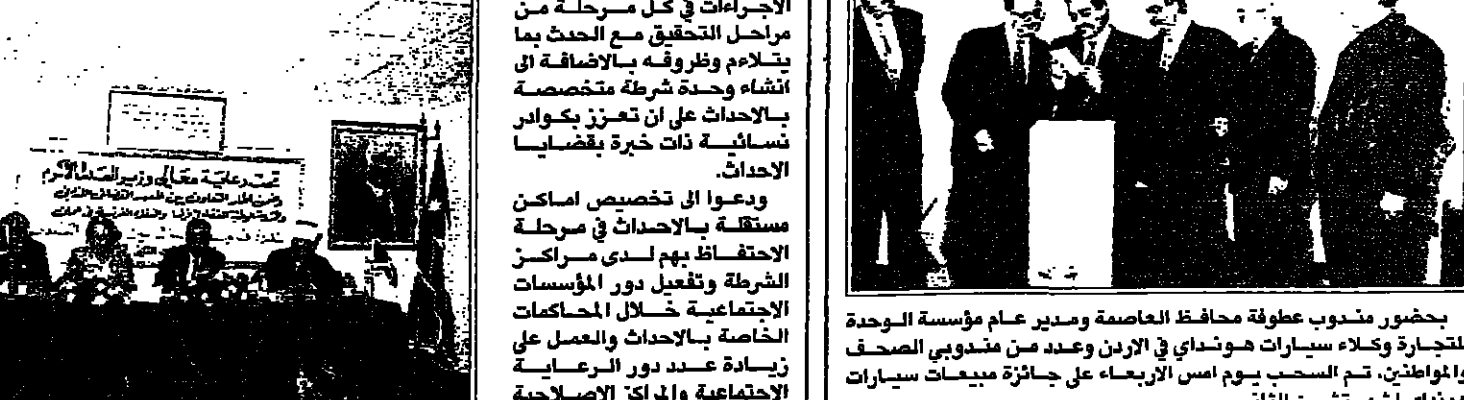 الاجراءات في كل مرحلة من
مراحل التحقيق مع الحدث بما
يتلاءم وظروفه بالاضافة الى
انشاء وحدة شرطة متخصصة
بالاحداث على ان تعزز بكوادر
نسائية ذات خبرة بقضايا
الاحداث.
ودعوا الى تخصيص اماكن
مستقلة بالاحداث في مرحلة
الاحتفاظ بهم لدى مراكز
الشرطة وتفعيل دور المؤسسات
الاجتماعية خلال المحاكمات
الخاصة بالاحداث والعمل على
زيادة عدد دور الرعاية
الاجتماعية والمراكز الاصلاحية
بحضور مندوب عطوفة محافظ العاصمة ومدير عام مؤسسة الوحدة
للتجارة وكلاء سيارات هونداي في الاردن وعدد من مندوبي الصحف
والمواطنين. تم السحب يوم امس الاربعاء على جائزة مبيعات سيارات
تحت رعاية معالي وزير العدل الأكرم